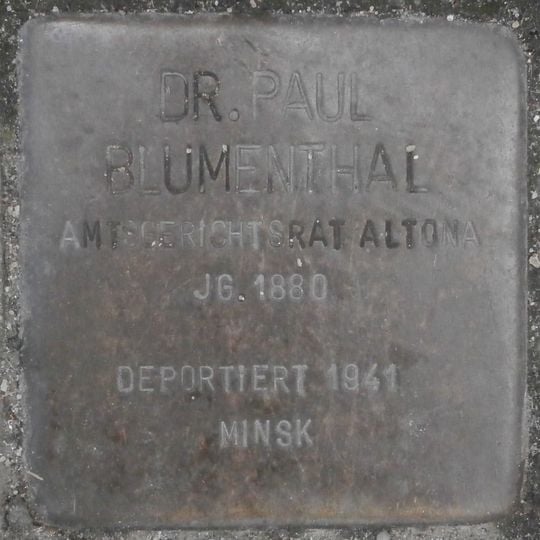 DR. PAUL
BLUMENTHAL
AMTSGERICHTSRAT ALTONA
JG. 1880
DEPORTIERT 1941
MINSK